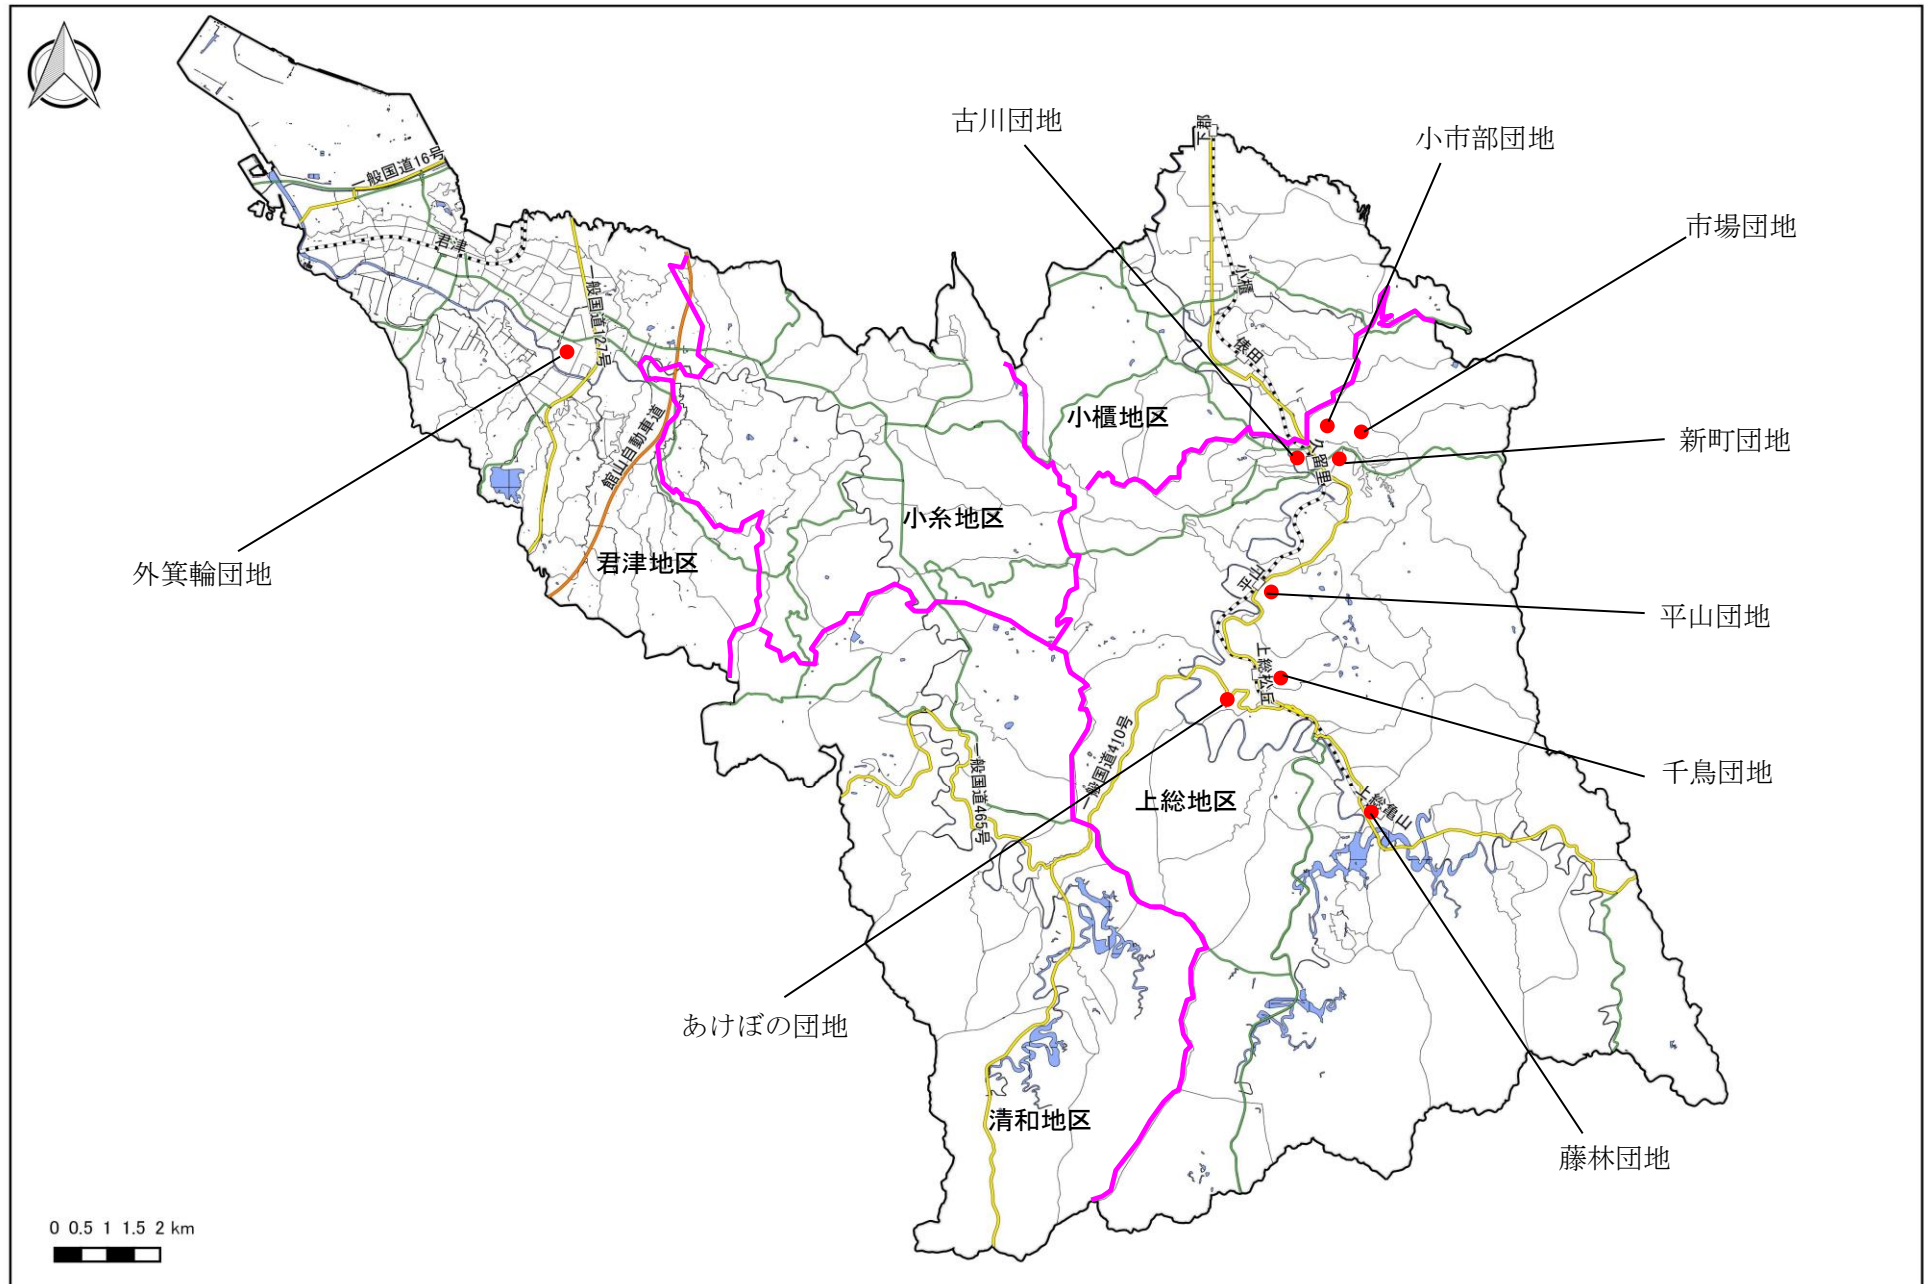 下郡
古川団地
小市部団地
一般国道16号
市場団地
君津
小櫃
一般国道127号
俵田
小櫃地区
館山自動車道
新町団地
久留里
小糸地区
君津地区
外箕輪団地
平山
平山団地
上総松丘
一般国道410号
千鳥団地
一般国道465号
上総地区
上総亀山
あけぼの団地
清和地区
藤林団地
0 0.5 1 1.5 2 km